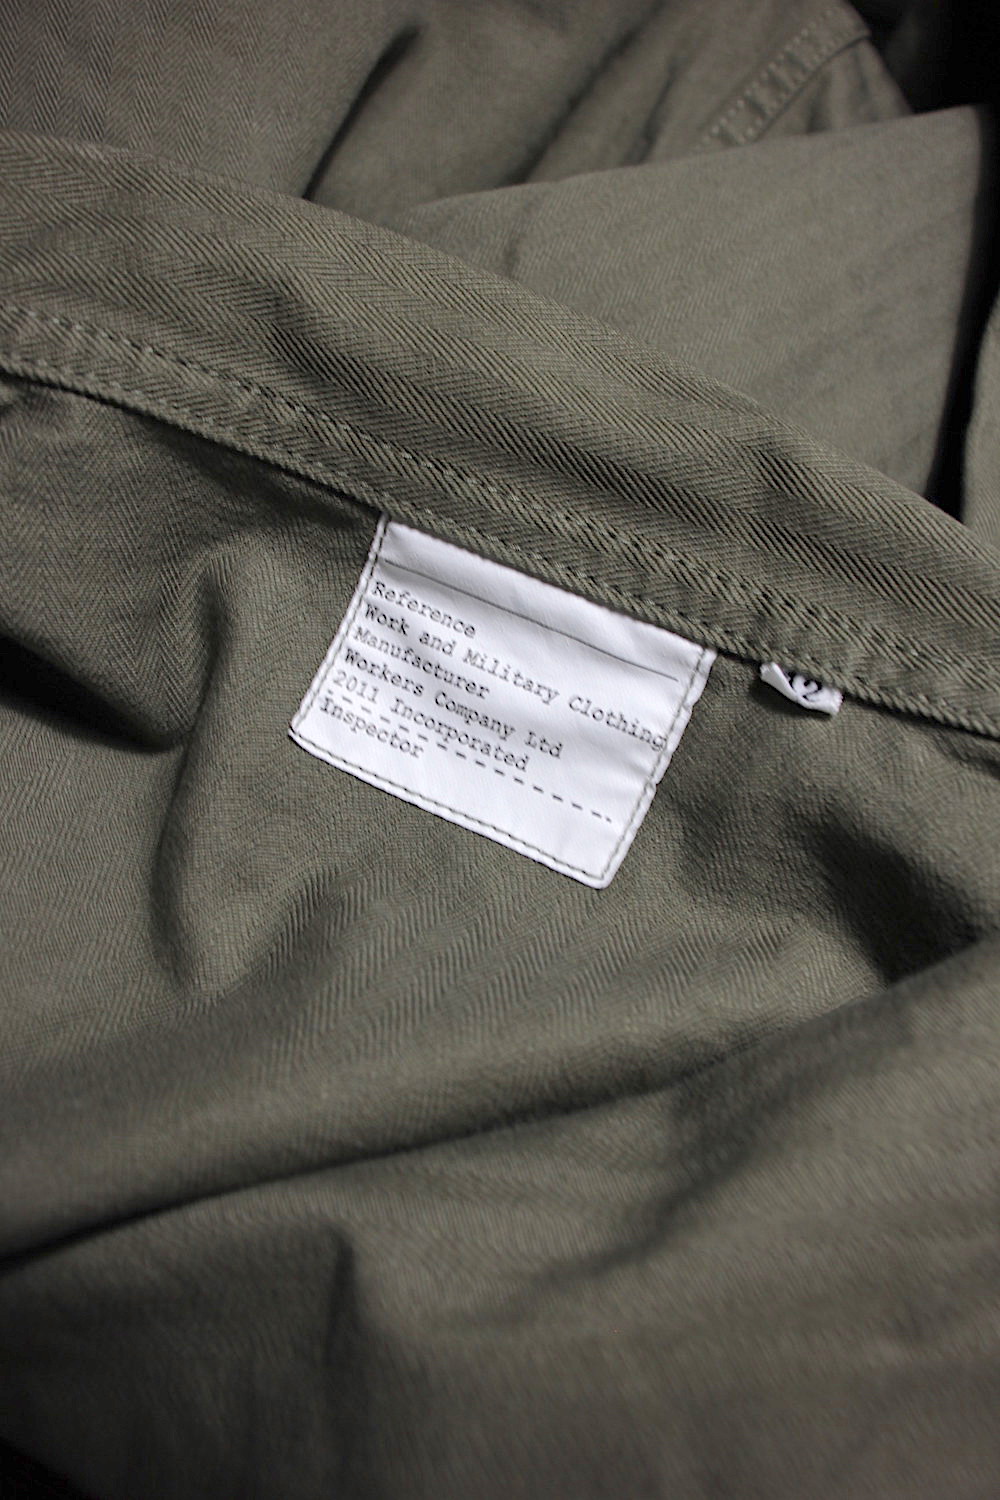 Reference
Work and Military Clothing
Manufacturer
Workers Company Ltd
2011 Incorporated
Inspector